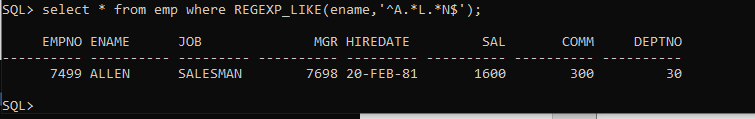 SQL> select * from emp where REGEXP_LIKE(ename,'^A.*L.*N$');
EMPNO ENAME JOB MGR HIREDATE SAL COMM DEPTNO
---------- ---------- --------- ---------- --------- ---------- ---------- ----------
7499 ALLEN SALESMAN 7698 20-FEB-81 1600 300 30
SQL>